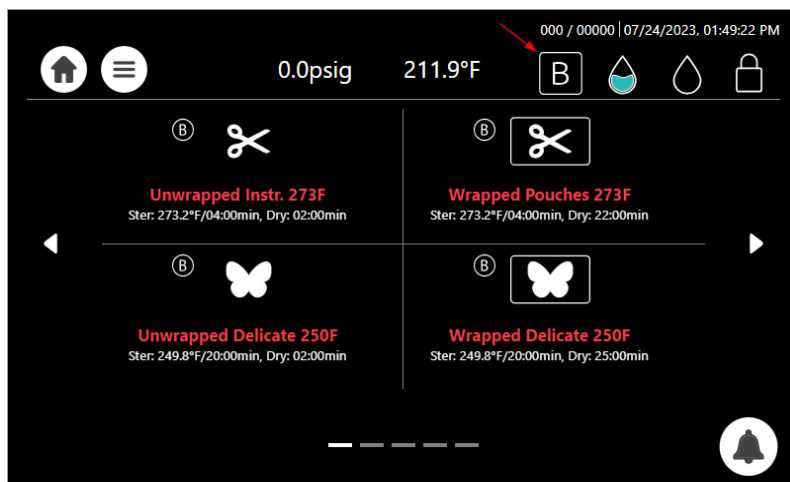 000 / 00000 | 07/24/2023, 01:49:22 PM
0.0psig 211.9°F B
B
Unwrapped Instr. 273F
Ster: 273.2°F/04:00min, Dry: 02:00min
B
Wrapped Pouches 273F
Ster: 273.2°F/04:00min, Dry: 22:00min
B
Unwrapped Delicate 250F
Ster: 249.8°F/20:00min, Dry: 02:00min
B
Wrapped Delicate 250F
Ster: 249.8°F/20:00min, Dry: 25:00min